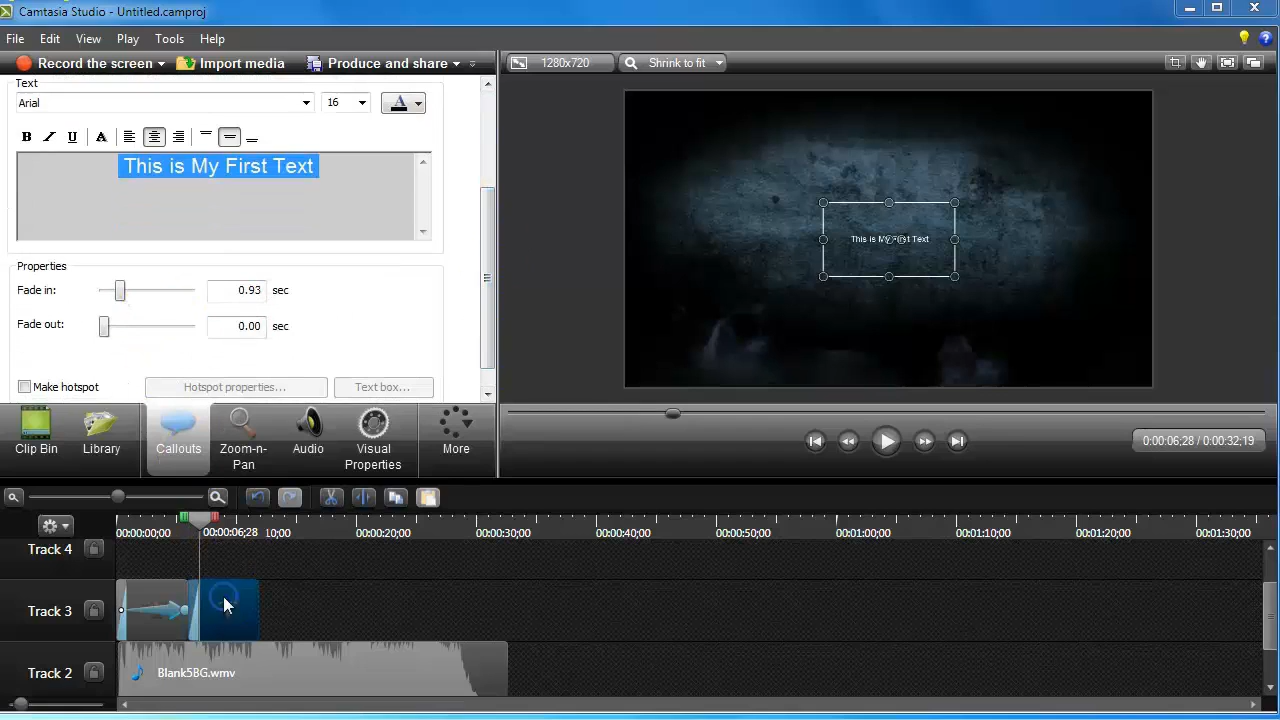 Camtasia Studio - Untitled.camproj
File Edit View Play Tools Help
Record the screen Import media Produce and share
1280x720 Shrink to fit
Text
Arial 16
A
B I U A
This is My First Text
This is My First Text
Properties
Fade in: 0.93 sec
Fade out: 0.00 sec
Make hotspot Hotspot properties... Text box...
Clip Bin Library Callouts Zoom-n-Pan Audio Visual Properties More
0:00:06;28 / 0:00:32;19
00:00:00;00 00:00:06;28 10;00 00:00:20;00 00:00:30;00 00:00:40;00 00:00:50;00 00:01:00;00 00:01:10;00 00:01:20;00 00:01:30;00
Track 4
Track 3
Track 2 Blank5BG.wmv